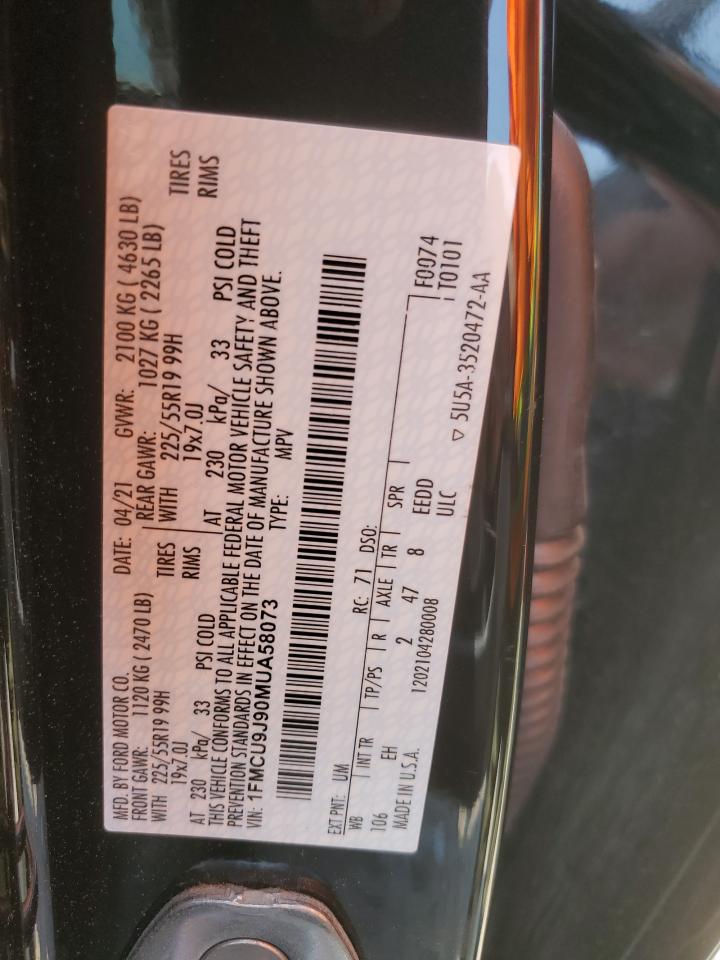 MFD. BY FORD MOTOR CO.
DATE: 04/21 GVWR: 2100 KG ( 4630 LB)
FRONT GAWR: 1120 KG ( 2470 LB) REAR GAWR: 1027 KG ( 2265 LB)
WITH 225/55R19 99H TIRES WITH 225/55R19 99H TIRES
19x7.0J RIMS 19x7.0J RIMS
AT 230 kPa/ 33 PSI COLD AT 230 kPa/ 33 PSI COLD
THIS VEHICLE CONFORMS TO ALL APPLICABLE FEDERAL MOTOR VEHICLE SAFETY AND THEFT
PREVENTION STANDARDS IN EFFECT ON THE DATE OF MANUFACTURE SHOWN ABOVE.
VIN: 1FMCU9J90MUA58073 TYPE: MPV
EXT PNT: UM RC: 71 DSO:
WB INT TR TP/PS R AXLE TR SPR F0074
106 EH 2 47 8 EEDD T0101
MADE IN U.S.A. 1202104280008 ULC
▽ 5U5A-3520472-AA